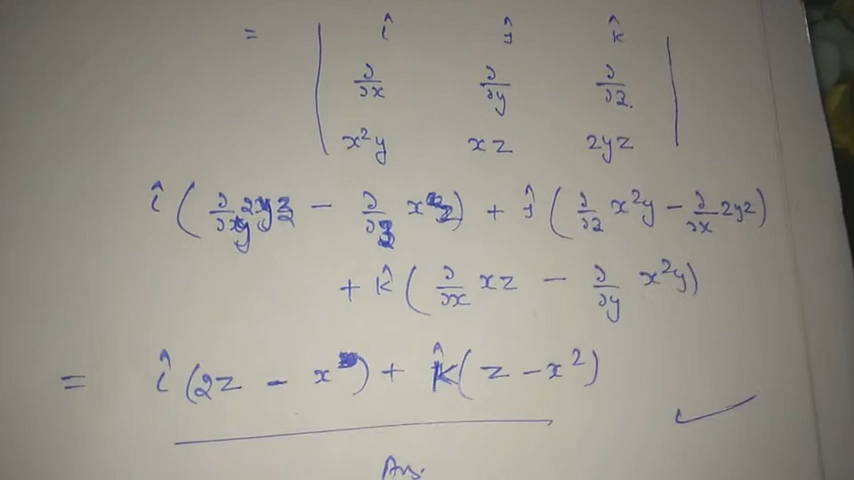 = | î ĵ k̂ |
| ∂/∂x ∂/∂y ∂/∂z |
| x²y xz 2yz |
î ( ∂/∂y 2yz − ∂/∂z xz ) + ĵ ( ∂/∂z x²y − ∂/∂x 2yz )
+ k̂ ( ∂/∂x xz − ∂/∂y x²y )
= î (2z − x ) + k̂ ( z − x² )
Ans.